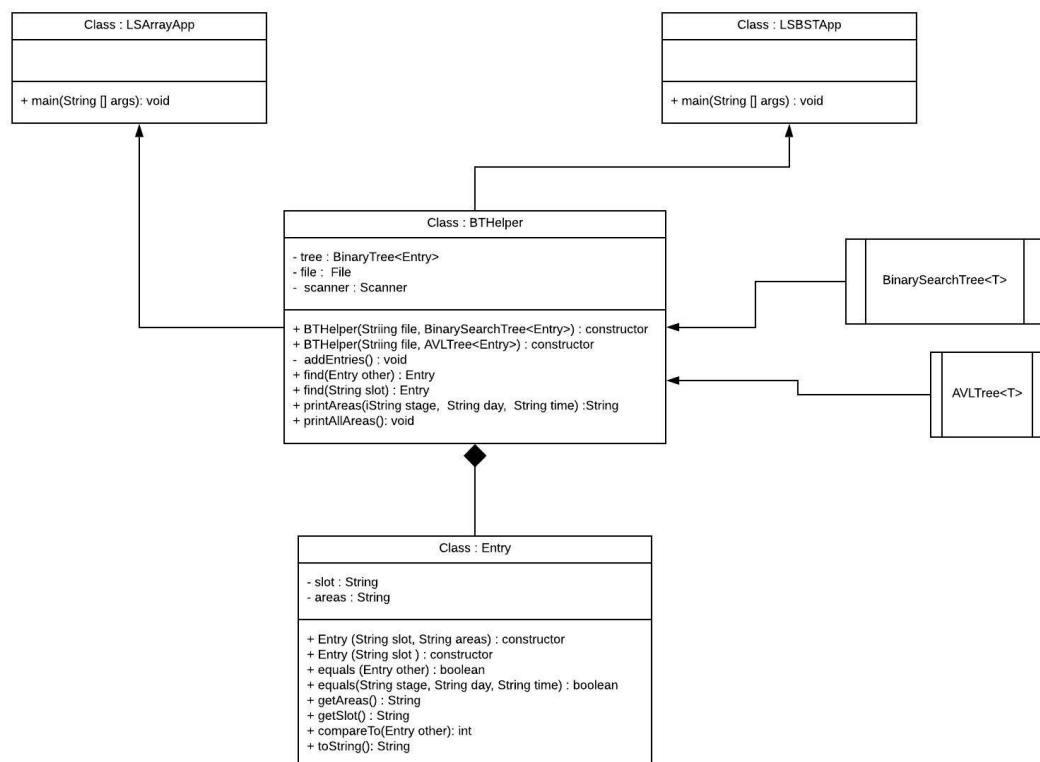 Class : LSArrayApp
+ main(String [] args): void
Class : LSBSTApp
+ main(String [] args) : void
Class : BTHelper
- tree : BinaryTree<Entry>
- file :  File
-  scanner : Scanner
+ BTHelper(Striing file, BinarySearchTree<Entry>) : constructor
+ BTHelper(Striing file, AVLTree<Entry>) : constructor
-  addEntries() : void
+ find(Entry other) : Entry
+ find(String slot) : Entry
+ printAreas(iString stage,  String day,  String time) :String
+ printAllAreas(): void
BinarySearchTree<T>
AVLTree<T>
Class : Entry
- slot : String
- areas : String
+ Entry (String slot, String areas) : constructor
+ Entry (String slot ) : constructor
+ equals (Entry other) : boolean
+ equals(String stage, String day, String time) : boolean
+ getAreas() : String
+ getSlot() : String
+ compareTo(Entry other): int
+ toString(): String